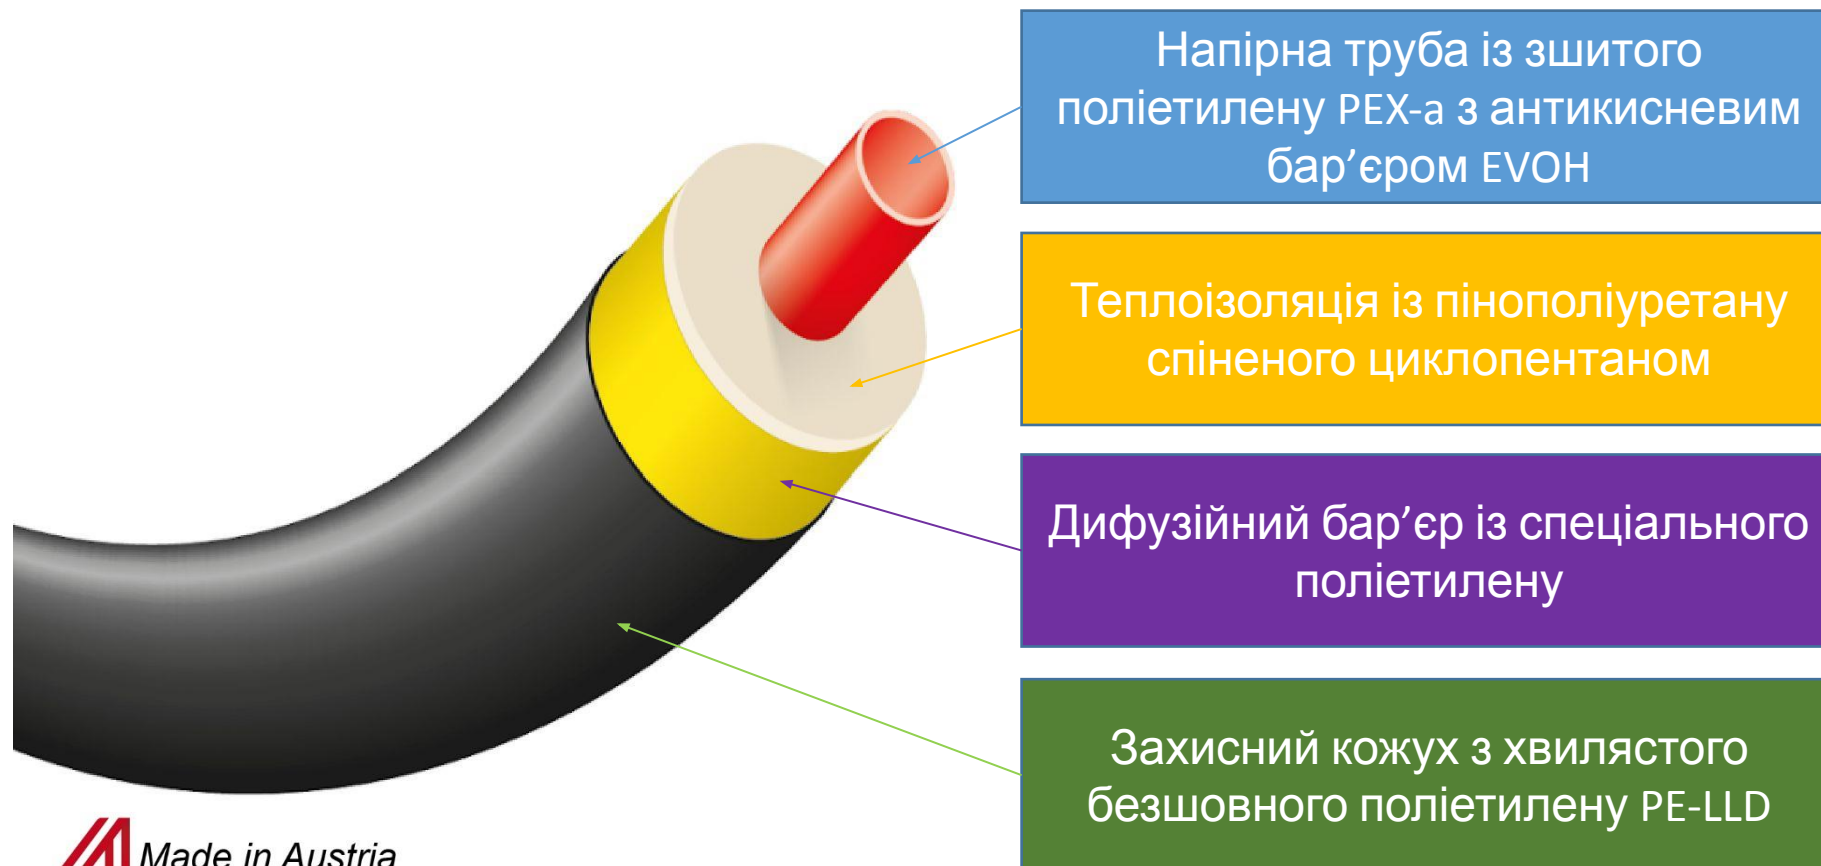 Напірна труба із зшитого
поліетилену PEX-a з антикисневим
бар’єром EVOH
Теплоізоляція із пінополіуретану
спіненого циклопентаном
Дифузійний бар’єр із спеціального
поліетилену
Захисний кожух з хвилястого
безшовного поліетилену PE-LLD
Made in Austria